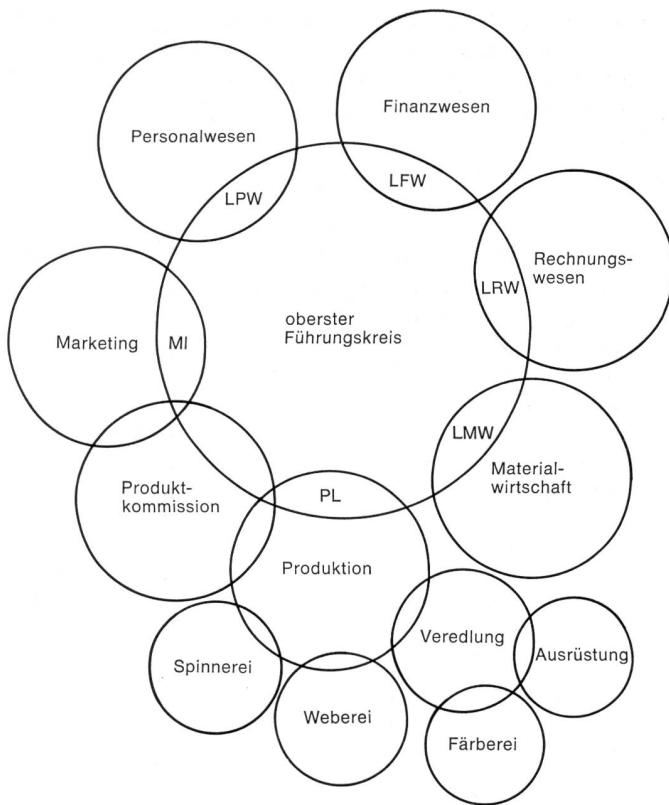 Finanzwesen
Personalwesen
LFW
LPW
Rechnungs-
wesen
LRW
oberster
Führungskreis
Marketing
MI
LMW
Material-
wirtschaft
Produkt-
kommission
PL
Produktion
Veredlung
Ausrüstung
Spinnerei
Weberei
Färberei